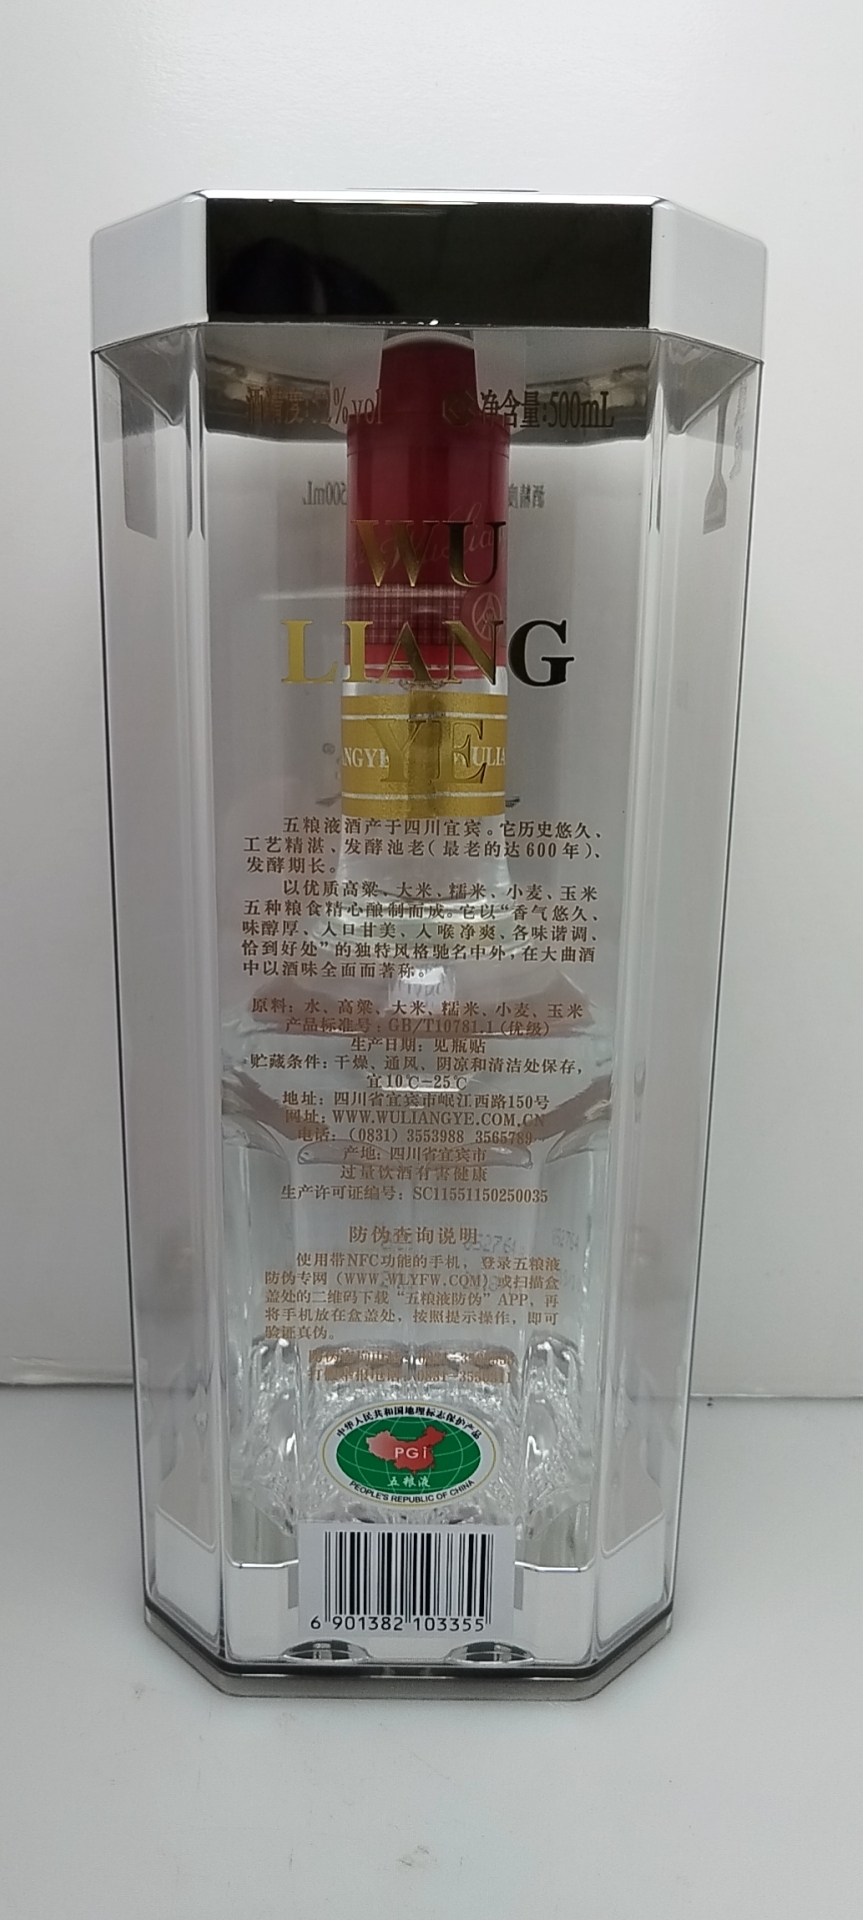 酒精度:52%vol 净含量:500mL
WU
LIANG
YE
五粮液酒产于四川宜宾。它历史悠久、
工艺精湛、发酵池老(最老的达600年)、
发酵期长。
以优质高粱、大米、糯米、小麦、玉米
五种粮食精心酿制而成。它以“香气悠久、
味醇厚、入口甘美、入喉净爽、各味谐调、
恰到好处”的独特风格驰名中外,在大曲酒
中以酒味全面而著称。
原料: 水、高粱、大米、糯米、小麦、玉米
产品标准号: GB/T10781.1(优级)
生产日期: 见瓶贴
贮藏条件: 干燥、通风、阴凉和清洁处保存,
宜10℃-25℃
地址: 四川省宜宾市岷江西路150号
网址: WWW.WULIANGYE.COM.CN
电话: (0831) 3553988 3565789
产地: 四川省宜宾市
过量饮酒有害健康
生产许可证编号: SC11551150250035
防伪查询说明
使用带NFC功能的手机, 登录五粮液
防伪专网(WWW.WLYFW.COM)或扫描盒
盖处的二维码下载“五粮液防伪”APP, 再
将手机放在盒盖处, 按照提示操作, 即可
验证真伪。
中华人民共和国地理标志保护产品
PGi
五粮液
PEOPLE'S REPUBLIC OF CHINA
6 901382 103355